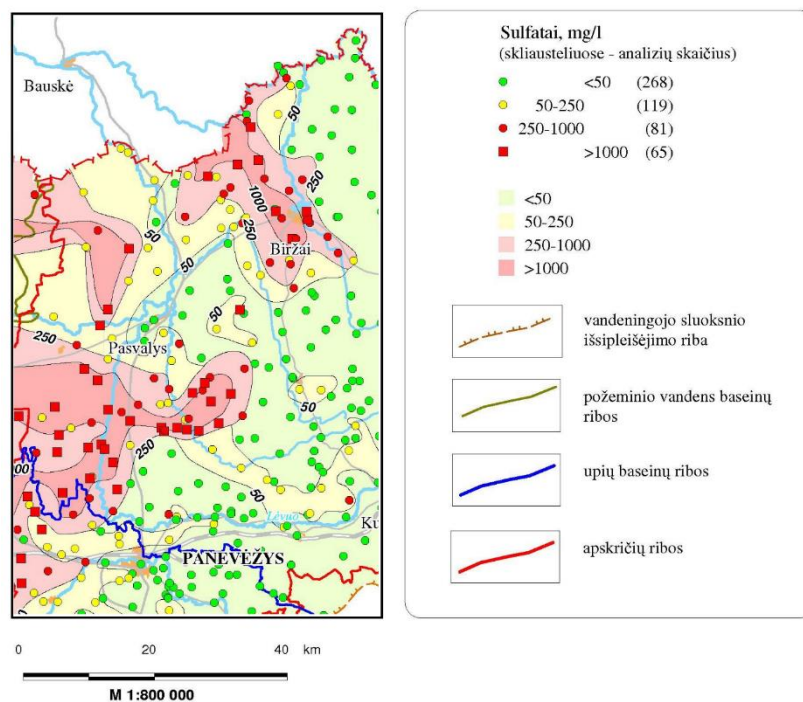 Bauskė
50
250
1000
50
250
Biržai
50
50
50
250
Pasvalys
50
250
50
50
Lėvuo
Ku
PANEVĖŽYS
0 20 40 km
M 1:800 000
Sulfatai, mg/l
(skliausteliuose - analizių skaičius)
<50 (268)
50-250 (119)
250-1000 (81)
>1000 (65)
<50
50-250
250-1000
>1000
vandeningojo sluoksnio
išsipleišėjimo riba
požeminio vandens baseinų
ribos
upių baseinų ribos
apskričių ribos